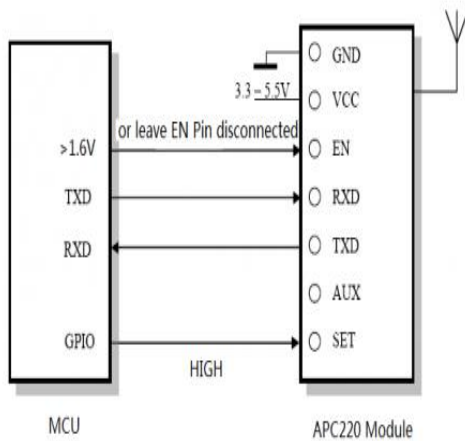 GND
3.3-5.5V
VCC
or leave EN Pin disconnected
>1.6V
EN
TXD
RXD
RXD
TXD
AUX
GPIO
SET
HIGH
MCU
APC220 Module